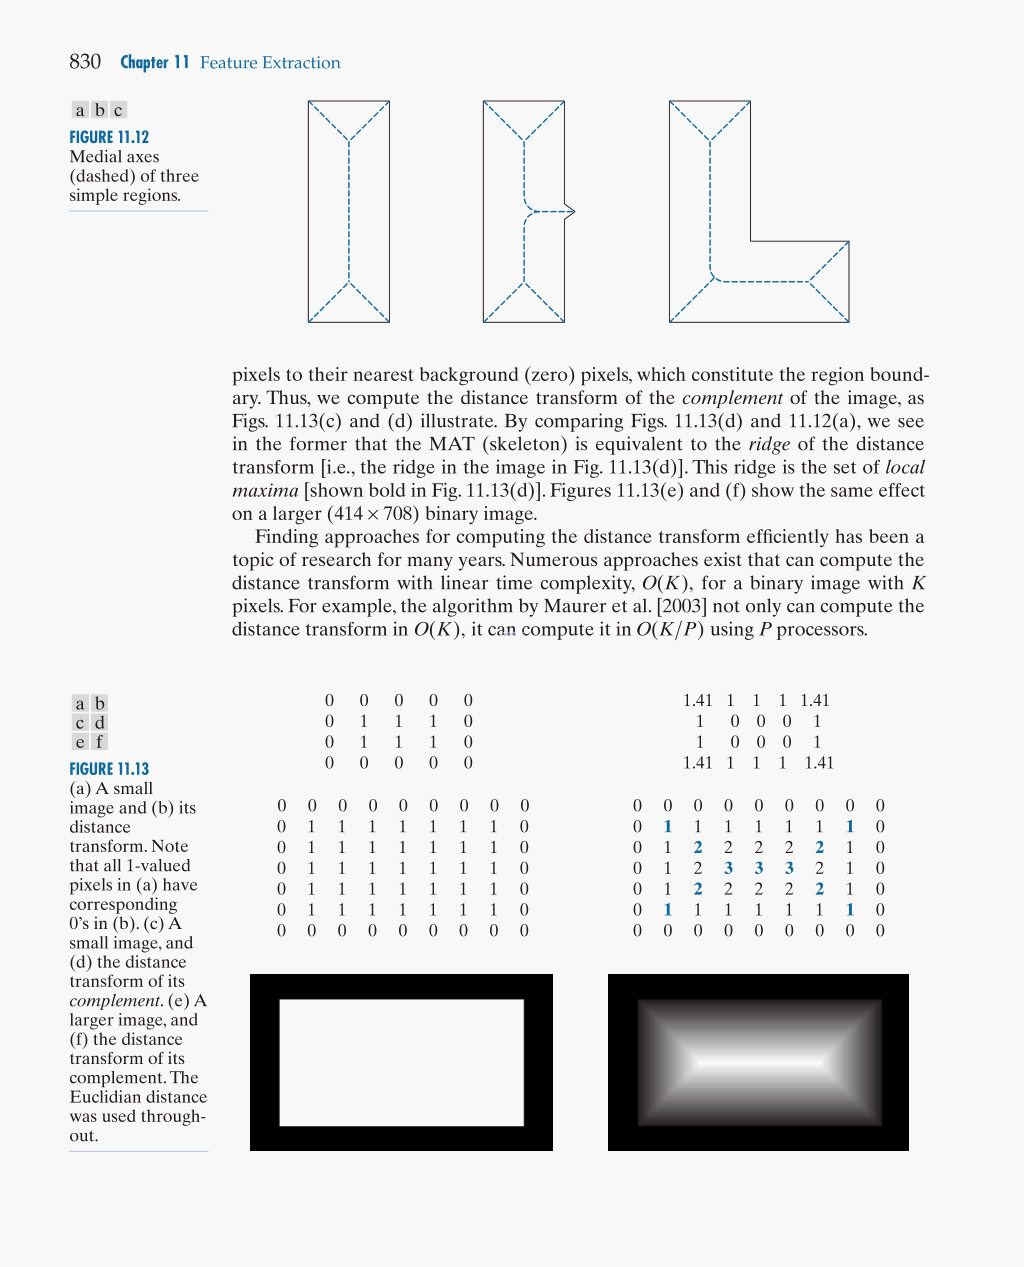 830 Chapter 11 Feature Extraction
a b c
FIGURE 11.12
Medial axes
(dashed) of three
simple regions.
pixels to their nearest background (zero) pixels, which constitute the region bound-
ary. Thus, we compute the distance transform of the complement of the image, as
Figs. 11.13(c) and (d) illustrate. By comparing Figs. 11.13(d) and 11.12(a), we see
in the former that the MAT (skeleton) is equivalent to the ridge of the distance
transform [i.e., the ridge in the image in Fig. 11.13(d)]. This ridge is the set of local
maxima [shown bold in Fig. 11.13(d)]. Figures 11.13(e) and (f) show the same effect
on a larger (414 × 708) binary image.
Finding approaches for computing the distance transform efficiently has been a
topic of research for many years. Numerous approaches exist that can compute the
distance transform with linear time complexity, O(K), for a binary image with K
pixels. For example, the algorithm by Maurer et al. [2003] not only can compute the
distance transform in O(K), it can compute it in O(K/P) using P processors.
a b
c d
e f
FIGURE 11.13
(a) A small
image and (b) its
distance
transform. Note
that all 1-valued
pixels in (a) have
corresponding
0's in (b). (c) A
small image, and
(d) the distance
transform of its
complement. (e) A
larger image, and
(f) the distance
transform of its
complement. The
Euclidian distance
was used through-
out.
0 0 0 0 0
0 1 1 1 0
0 1 1 1 0
0 0 0 0 0
1.41 1 1 1 1.41
1 0 0 0 1
1 0 0 0 1
1.41 1 1 1 1.41
0 0 0 0 0 0 0 0 0
0 1 1 1 1 1 1 1 0
0 1 1 1 1 1 1 1 0
0 1 1 1 1 1 1 1 0
0 1 1 1 1 1 1 1 0
0 1 1 1 1 1 1 1 0
0 0 0 0 0 0 0 0 0
0 0 0 0 0 0 0 0 0
0 1 1 1 1 1 1 1 0
0 1 2 2 2 2 2 1 0
0 1 2 3 3 3 2 1 0
0 1 2 2 2 2 2 1 0
0 1 1 1 1 1 1 1 0
0 0 0 0 0 0 0 0 0